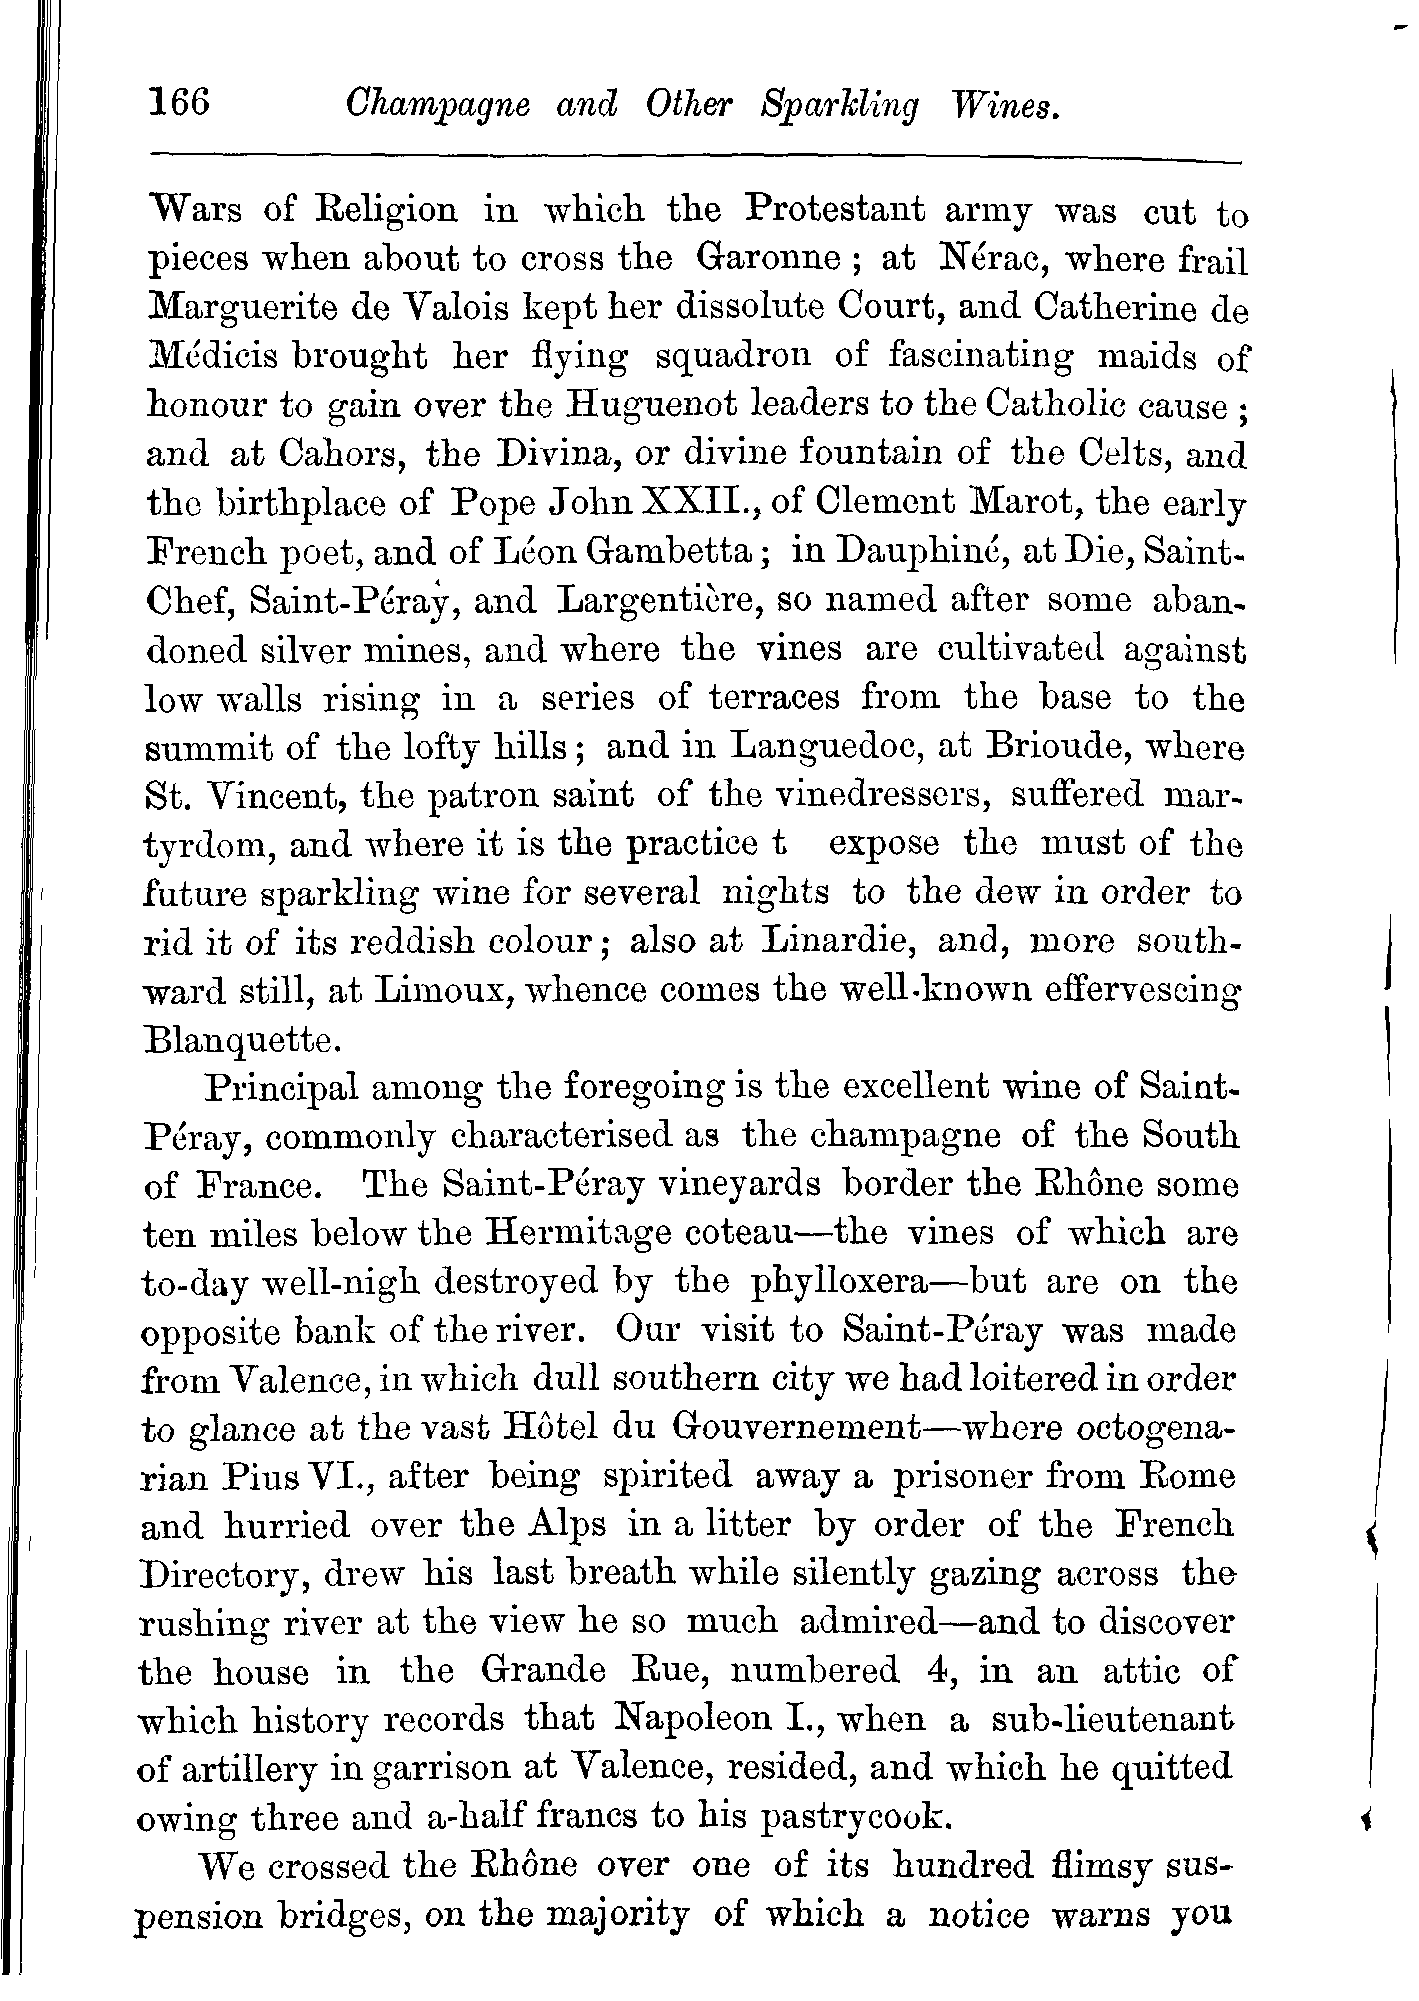 166 Champagne and Other Sparkling Wines.
Wars of Religion in which the Protestant army was cut to
pieces when about to cross the Garonne ; at Nérac, where frail
Marguerite de Valois kept her dissolute Court, and Catherine de
Médicis brought her flying squadron of fascinating maids of
honour to gain over the Huguenot leaders to the Catholic cause ;
and at Cahors, the Divina, or divine fountain of the Celts, and
the birthplace of Pope John XXII., of Clement Marot, the early
French poet, and of Léon Gambetta ; in Dauphiné, at Die, Saint-
Chef, Saint-Péray, and Largentière, so named after some aban-
doned silver mines, and where the vines are cultivated against
low walls rising in a series of terraces from the base to the
summit of the lofty hills ; and in Languedoc, at Brioude, where
St. Vincent, the patron saint of the vinedressers, suffered mar-
tyrdom, and where it is the practice t expose the must of the
future sparkling wine for several nights to the dew in order to
rid it of its reddish colour ; also at Linardie, and, more south-
ward still, at Limoux, whence comes the well-known effervescing
Blanquette.
Principal among the foregoing is the excellent wine of Saint-
Péray, commonly characterised as the champagne of the South
of France. The Saint-Péray vineyards border the Rhône some
ten miles below the Hermitage coteau—the vines of which are
to-day well-nigh destroyed by the phylloxera—but are on the
opposite bank of the river. Our visit to Saint-Péray was made
from Valence, in which dull southern city we had loitered in order
to glance at the vast Hôtel du Gouvernement—where octogena-
rian Pius VI., after being spirited away a prisoner from Rome
and hurried over the Alps in a litter by order of the French
Directory, drew his last breath while silently gazing across the
rushing river at the view he so much admired—and to discover
the house in the Grande Rue, numbered 4, in an attic of
which history records that Napoleon I., when a sub-lieutenant
of artillery in garrison at Valence, resided, and which he quitted
owing three and a-half francs to his pastrycook.
We crossed the Rhône over one of its hundred flimsy sus-
pension bridges, on the majority of which a notice warns you